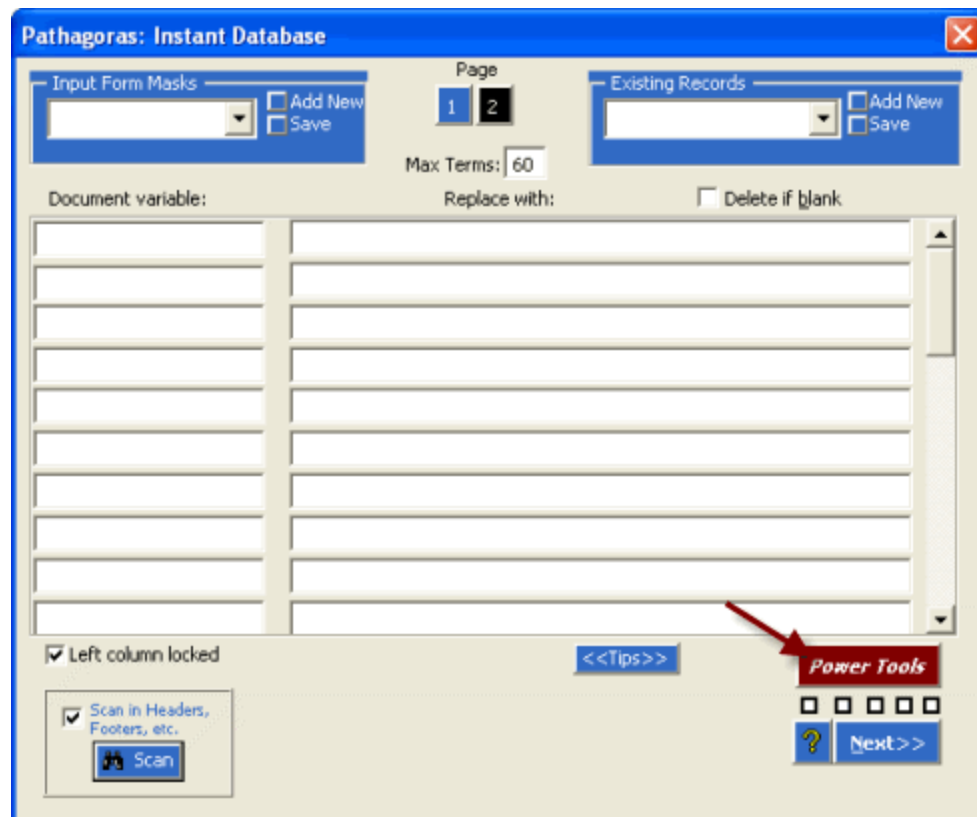 Pathagoras: Instant Database
Input Form Masks
Add New
Save
Page
1 2
Max Terms: 60
Existing Records
Add New
Save
Document variable:
Replace with:
Delete if blank
Left column locked
<<Tips>>
Power Tools
Scan in Headers,
Footers, etc.
Scan
?
Next>>